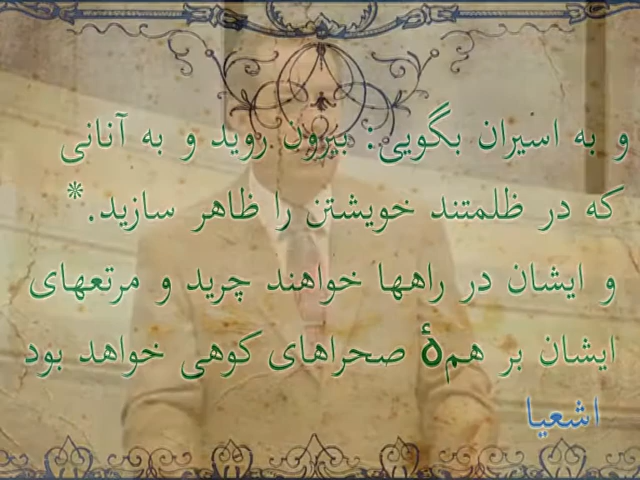 و به اسیران بگویی: بیرون روید و به آنانی
که در ظلمتند خویشتن را ظاهر سازید.*
و ایشان در راهها خواهند چرید و مرتعهای
ایشان بر همهٔ صحراهای کوهی خواهد بود
اشعیا